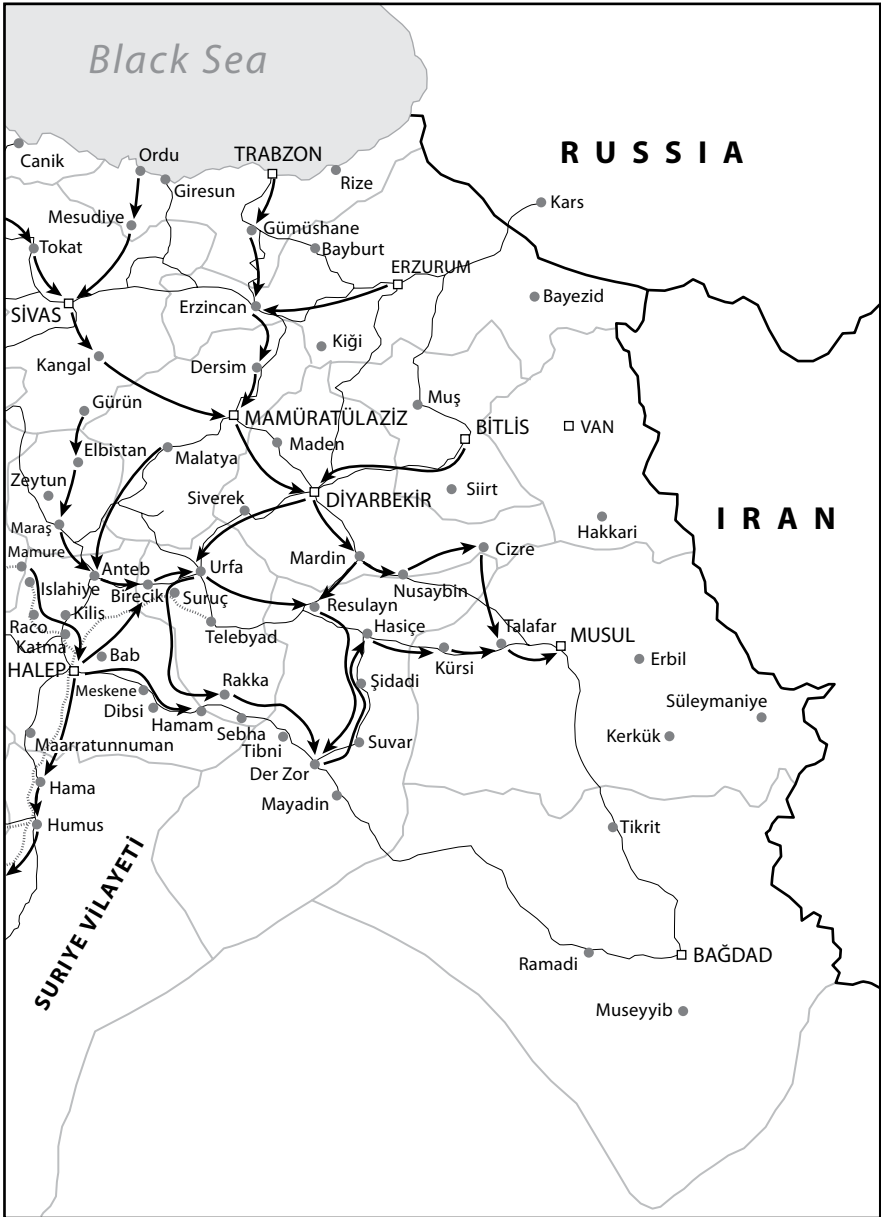 Black Sea
RUSSIA
Canik
Ordu
TRABZON
Giresun
Rize
Kars
Mesudiye
Gümüshane
Tokat
Bayburt
ERZURUM
Bayezid
SİVAS
Erzincan
Kiği
Kangal
Dersim
Gürün
Muş
MAMÜRATÜLAZİZ
BİTLİS
VAN
Elbistan
Malatya
Maden
Zeytun
Siverek
DİYARBEKİR
Siirt
IRAN
Maraş
Hakkari
Mamure
Anteb
Urfa
Mardin
Cizre
Islahiye
Bireçik
Suruç
Nusaybin
Kilis
Resulayn
Raco
Telebyad
Hasiçe
Talafar
Katma
MUSUL
Bab
Kürsi
Erbil
HALEP
Meskene
Rakka
Şidadi
Dibsi
Hamam
Süleymaniye
Sebha
Suvar
Kerkük
Maarratunnuman
Tibni
Der Zor
Hama
Mayadin
Humus
Tikrit
SURIYE VİLAYETİ
Ramadi
BAĞDAD
Museyyib